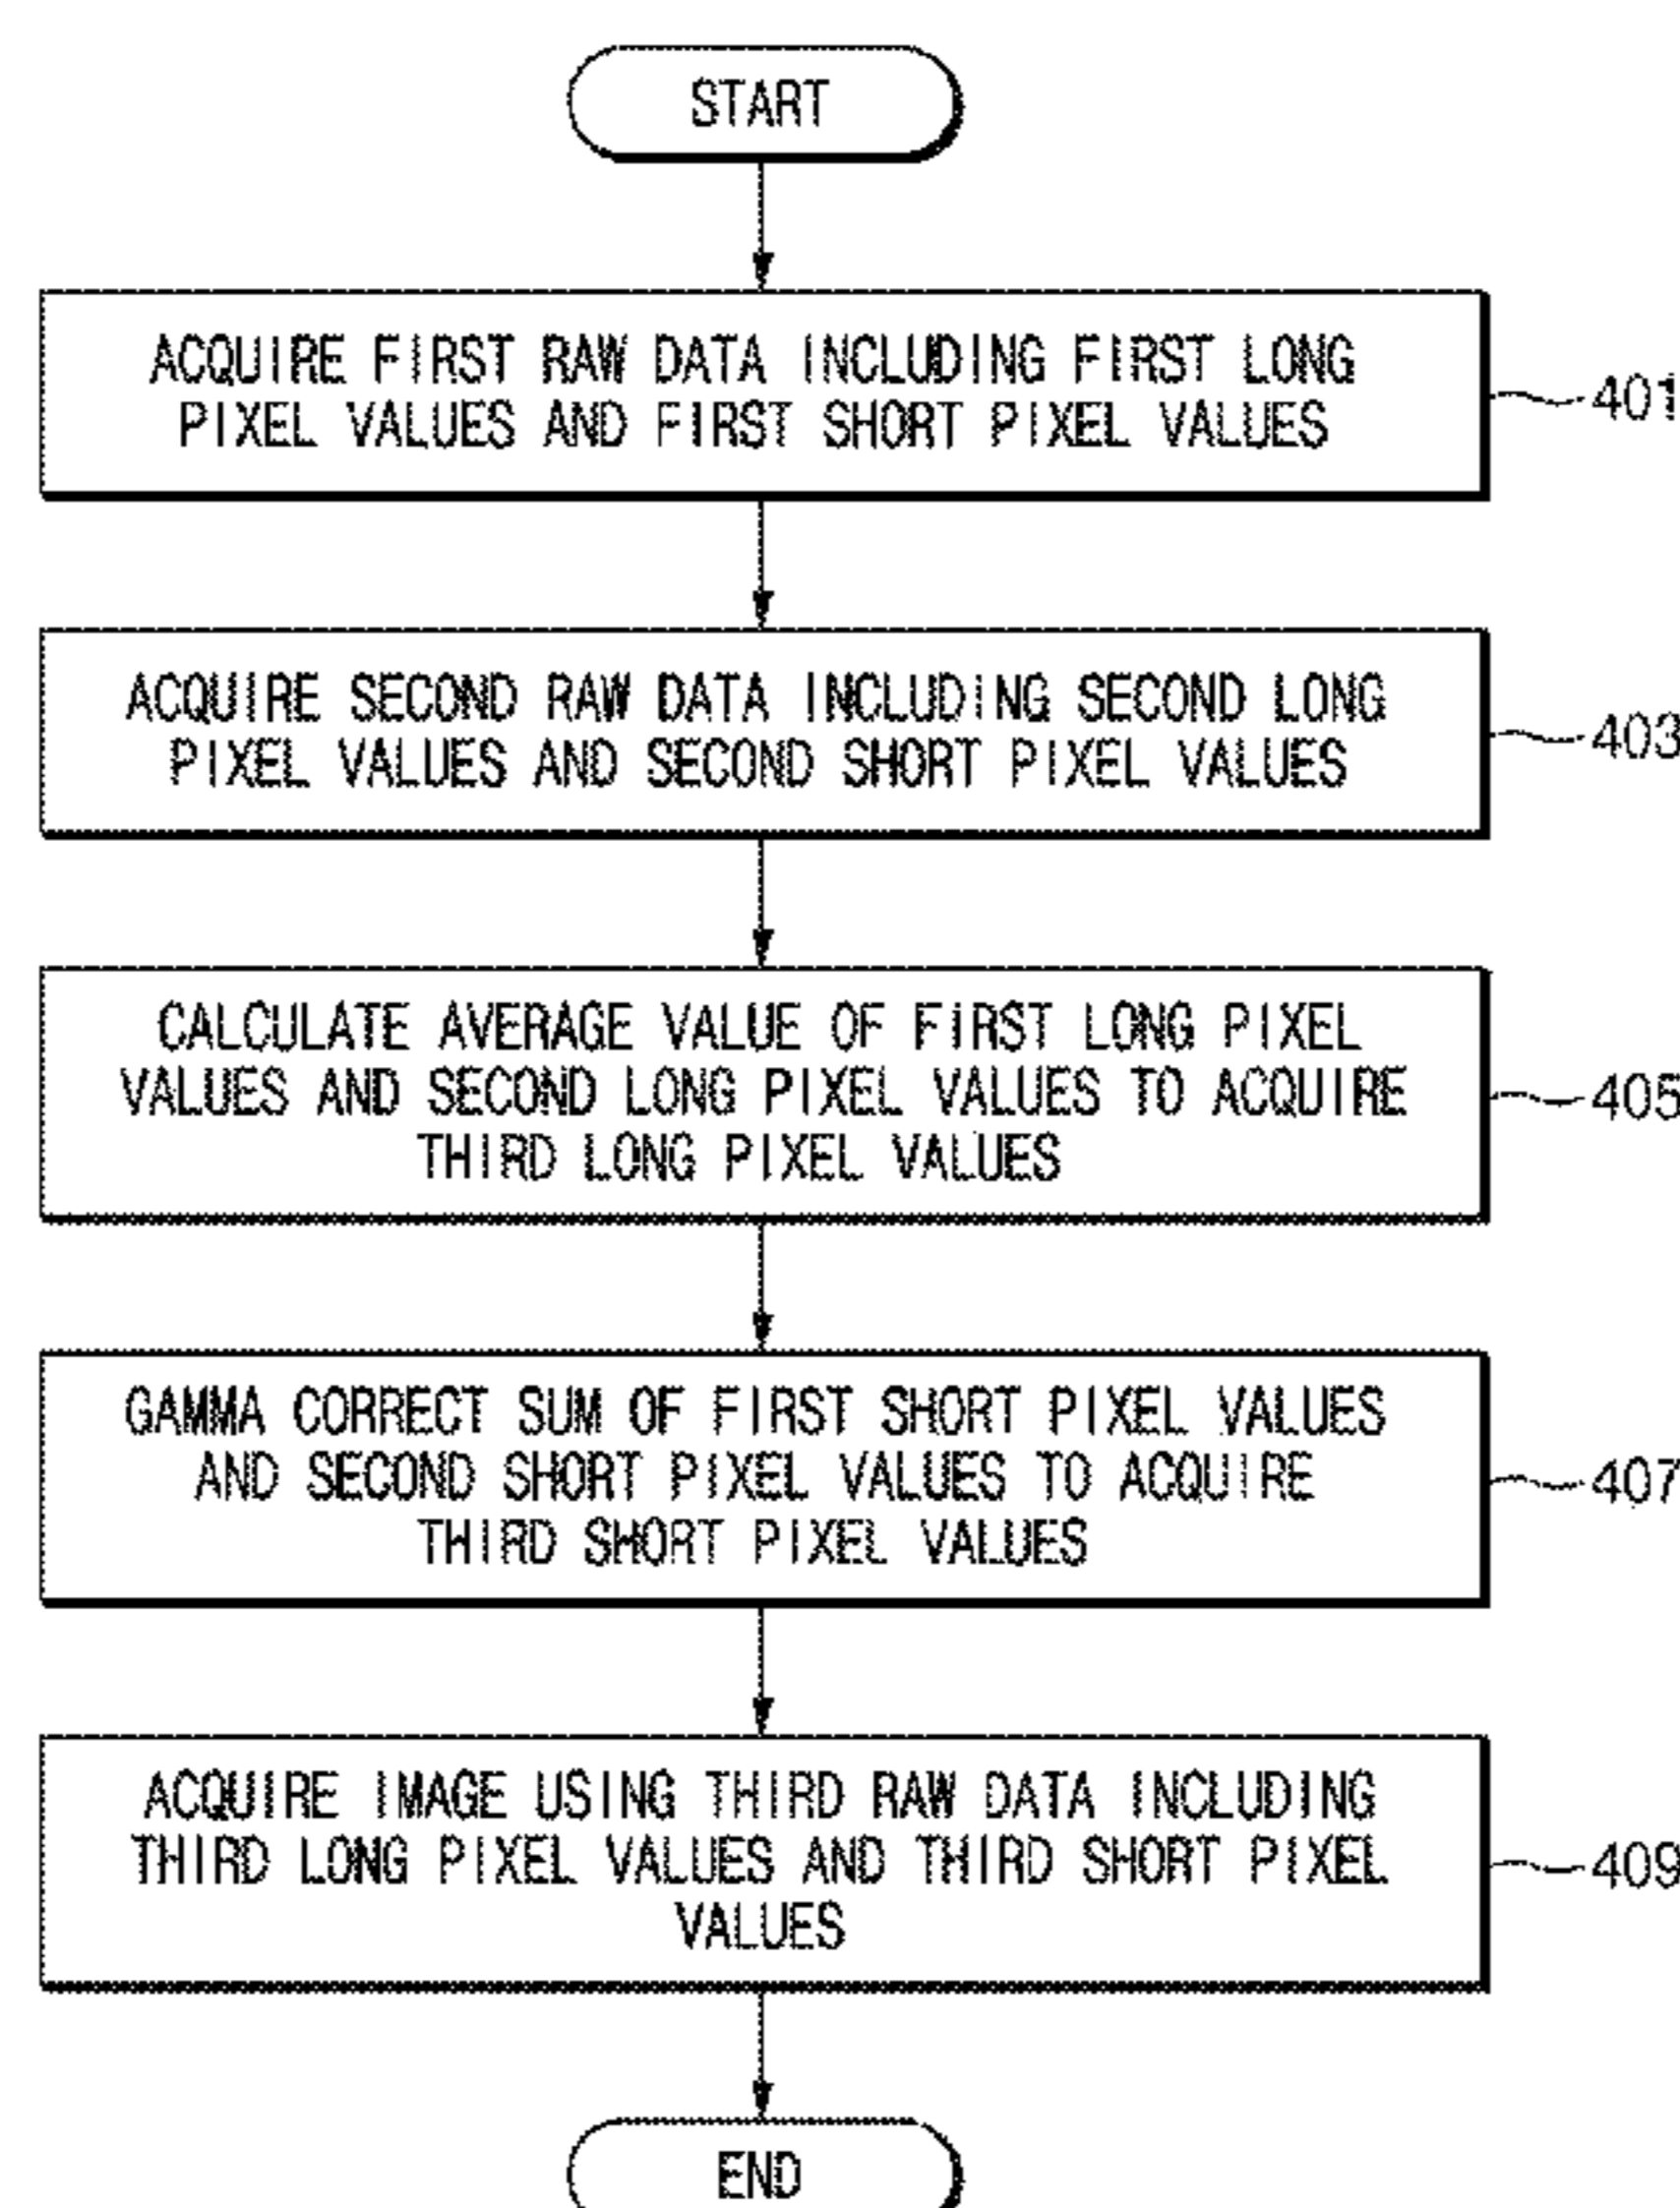 START
ACQUIRE FIRST RAW DATA INCLUDING FIRST LONG
PIXEL VALUES AND FIRST SHORT PIXEL VALUES
401
ACQUIRE SECOND RAW DATA INCLUDING SECOND LONG
PIXEL VALUES AND SECOND SHORT PIXEL VALUES
403
CALCULATE AVERAGE VALUE OF FIRST LONG PIXEL
VALUES AND SECOND LONG PIXEL VALUES TO ACQUIRE
THIRD LONG PIXEL VALUES
405
GAMMA CORRECT SUM OF FIRST SHORT PIXEL VALUES
AND SECOND SHORT PIXEL VALUES TO ACQUIRE
THIRD SHORT PIXEL VALUES
407
ACQUIRE IMAGE USING THIRD RAW DATA INCLUDING
THIRD LONG PIXEL VALUES AND THIRD SHORT PIXEL
VALUES
409
END